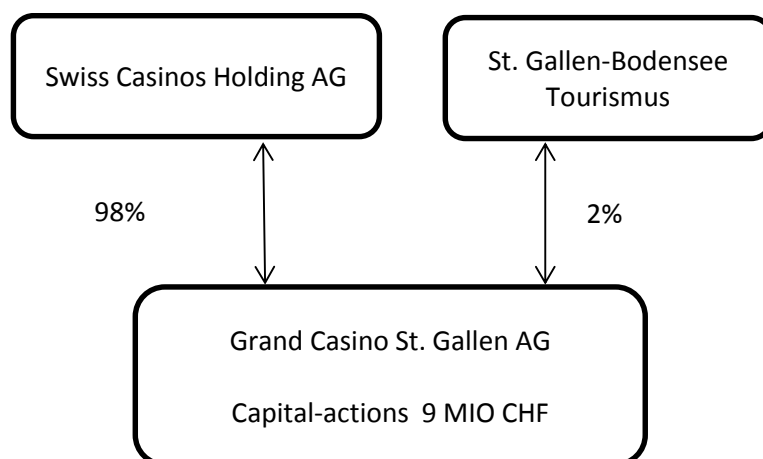 Swiss Casinos Holding AG
St. Gallen-Bodensee
Tourismus
98%
2%
Grand Casino St. Gallen AG
Capital-actions 9 MIO CHF